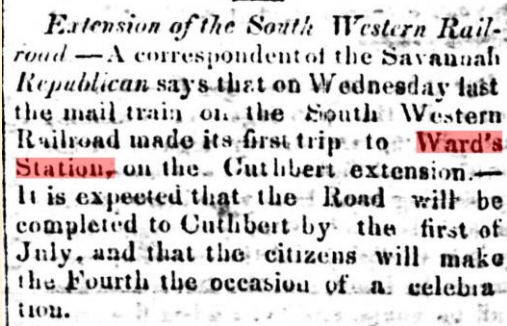 Extension of the South Western Rail-
road.—A correspondent of the Savannah
Republican says that on Wednesday last
the mail train on the South Western
Railroad made its first trip to Ward's
Station, on the Cuthbert extension.—
It is expected that the Road will be
completed to Cuthbert by the first of
July, and that the citizens will make
the Fourth the occasion of a celebra
tion.